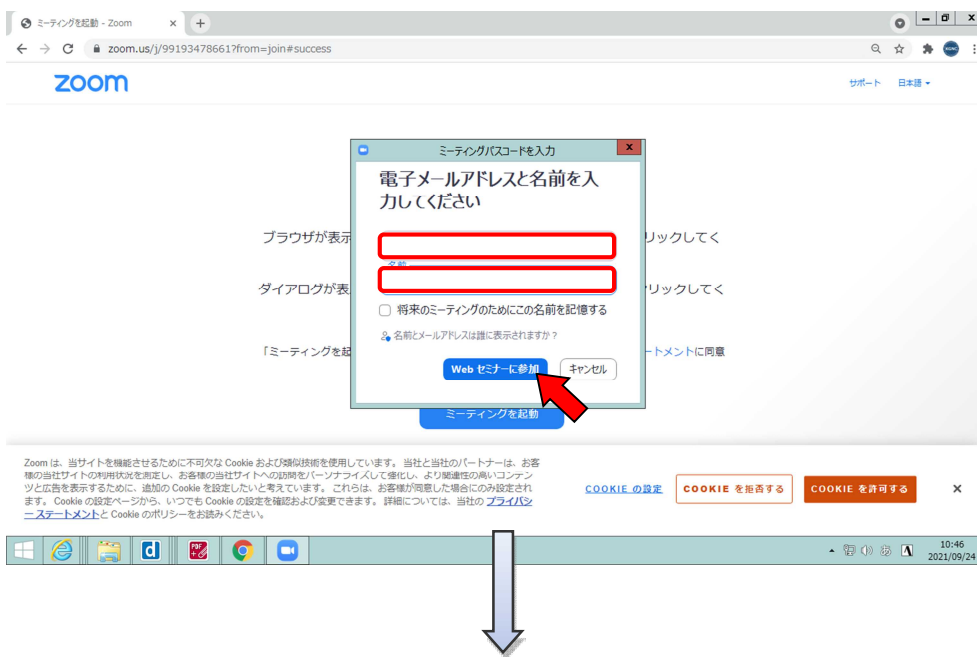 ミーティングを起動 - Zoom
zoom.us/j/99193478661?from=join#success
zoom
サポート 日本語
ミーティングパスコードを入力
電子メールアドレスと名前を入
力してください
ブラウザが表示 リックしてく
名前
ダイアログが表 リックしてく
将来のミーティングのためにこの名前を記憶する
名前とメールアドレスは誰に表示されますか?
「ミーティングを起 ートメントに同意
Web セミナーに参加 キャンセル
ミーティングを起動
Zoom は、当サイトを機能させるために不可欠な Cookie および類似技術を使用しています。 当社と当社のパートナーは、お客
様の当社サイトの利用状況を測定し、お客様の当社サイトへの訪問をパーソナライズして強化し、より関連性の高いコンテン
ツと広告を表示するために、追加の Cookie を設定したいと考えています。 これらは、お客様が同意した場合にのみ設定され
ます。 Cookie の設定ページから、いつでも Cookie の設定を確認および変更できます。 詳細については、当社の プライバシ
ー ステートメントと Cookie のポリシーをお読みください。
COOKIE の設定 COOKIE を拒否する COOKIE を許可する
PDF
あ A 10:46
2021/09/24